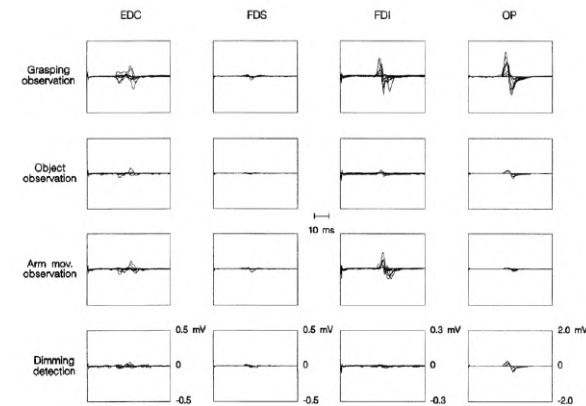 EDC FDS FDI OP
Grasping
observation
Object
observation
10 ms
Arm mov.
observation
0.5 mV 0.5 mV 0.3 mV 2.0 mV
Dimming
detection
0 0 0 0
-0.5 -0.5 -0.3 -2.0